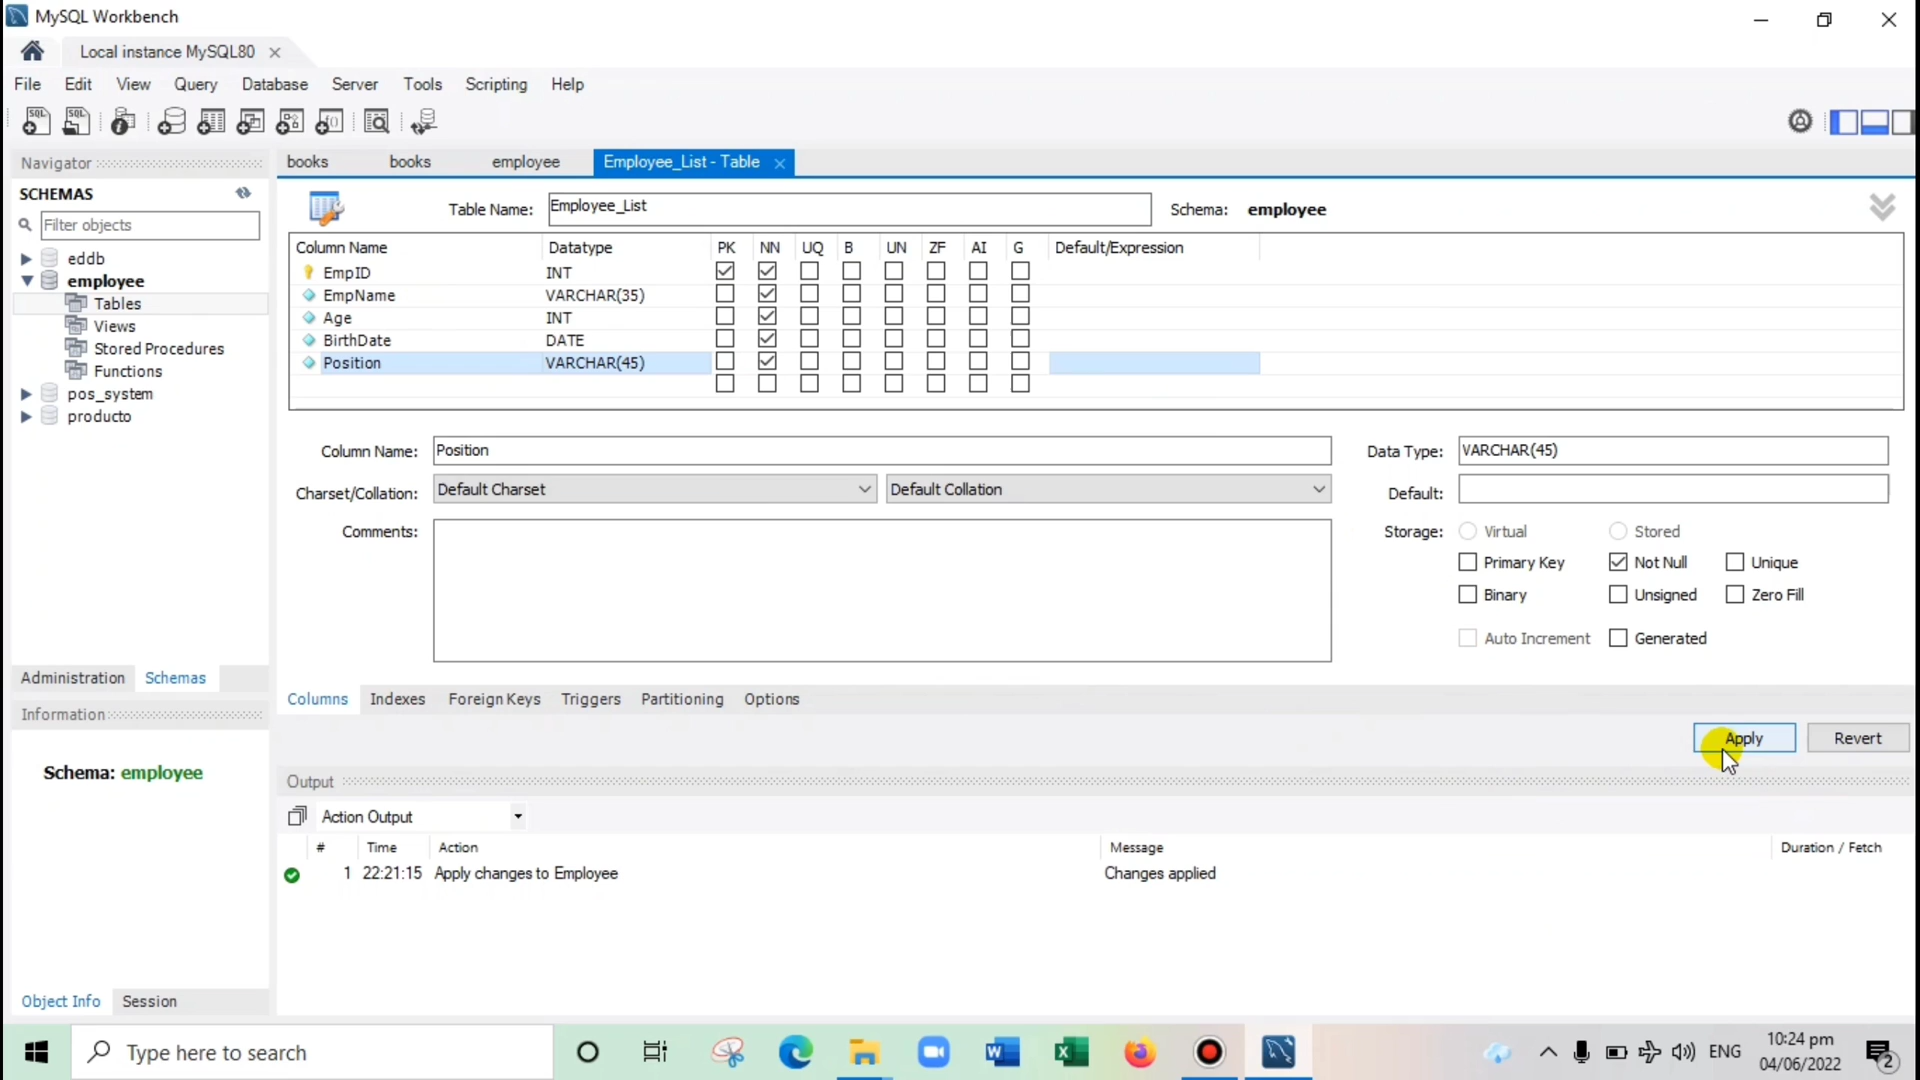 MySQL Workbench
Local instance MySQL80
File Edit View Query Database Server Tools Scripting Help
Navigator
SCHEMAS
Filter objects
eddb
employee
Tables
Views
Stored Procedures
Functions
pos_system
producto
Administration Schemas
Information
Schema: employee
Object Info Session
books books employee Employee_List - Table
Table Name: Employee_List Schema: employee
Column Name Datatype PK NN UQ B UN ZF AI G Default/Expression
EmpID INT
EmpName VARCHAR(35)
Age INT
BirthDate DATE
Position VARCHAR(45)
Column Name: Position Data Type: VARCHAR(45)
Charset/Collation: Default Charset Default Collation Default:
Comments: Storage: Virtual Stored
Primary Key Not Null Unique
Binary Unsigned Zero Fill
Auto Increment Generated
Columns Indexes Foreign Keys Triggers Partitioning Options
Apply Revert
Output
Action Output
# Time Action Message Duration / Fetch
1 22:21:15 Apply changes to Employee Changes applied
Type here to search
ENG
10:24 pm
04/06/2022
2